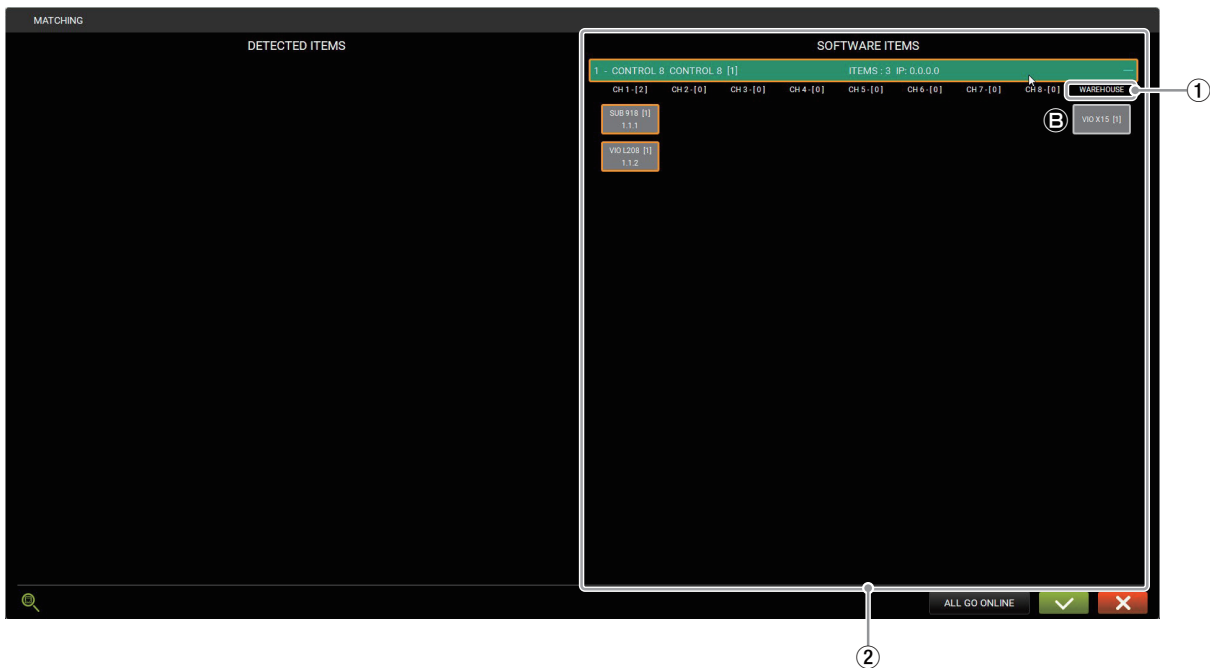 MATCHING
DETECTED ITEMS
SOFTWARE ITEMS
1 - CONTROL 8 CONTROL 8 [1] ITEMS : 3 IP: 0.0.0.0
CH 1 - [ 2 ] CH 2 - [ 0 ] CH 3 - [ 0 ] CH 4 - [ 0 ] CH 5 - [ 0 ] CH 6 - [ 0 ] CH 7 - [ 0 ] CH 8 - [ 0 ] WAREHOUSE
1
SUB 918 [1]
1.1.1
B
VIO X15 [1]
VIO L208 [1]
1.1.2
ALL GO ONLINE
2